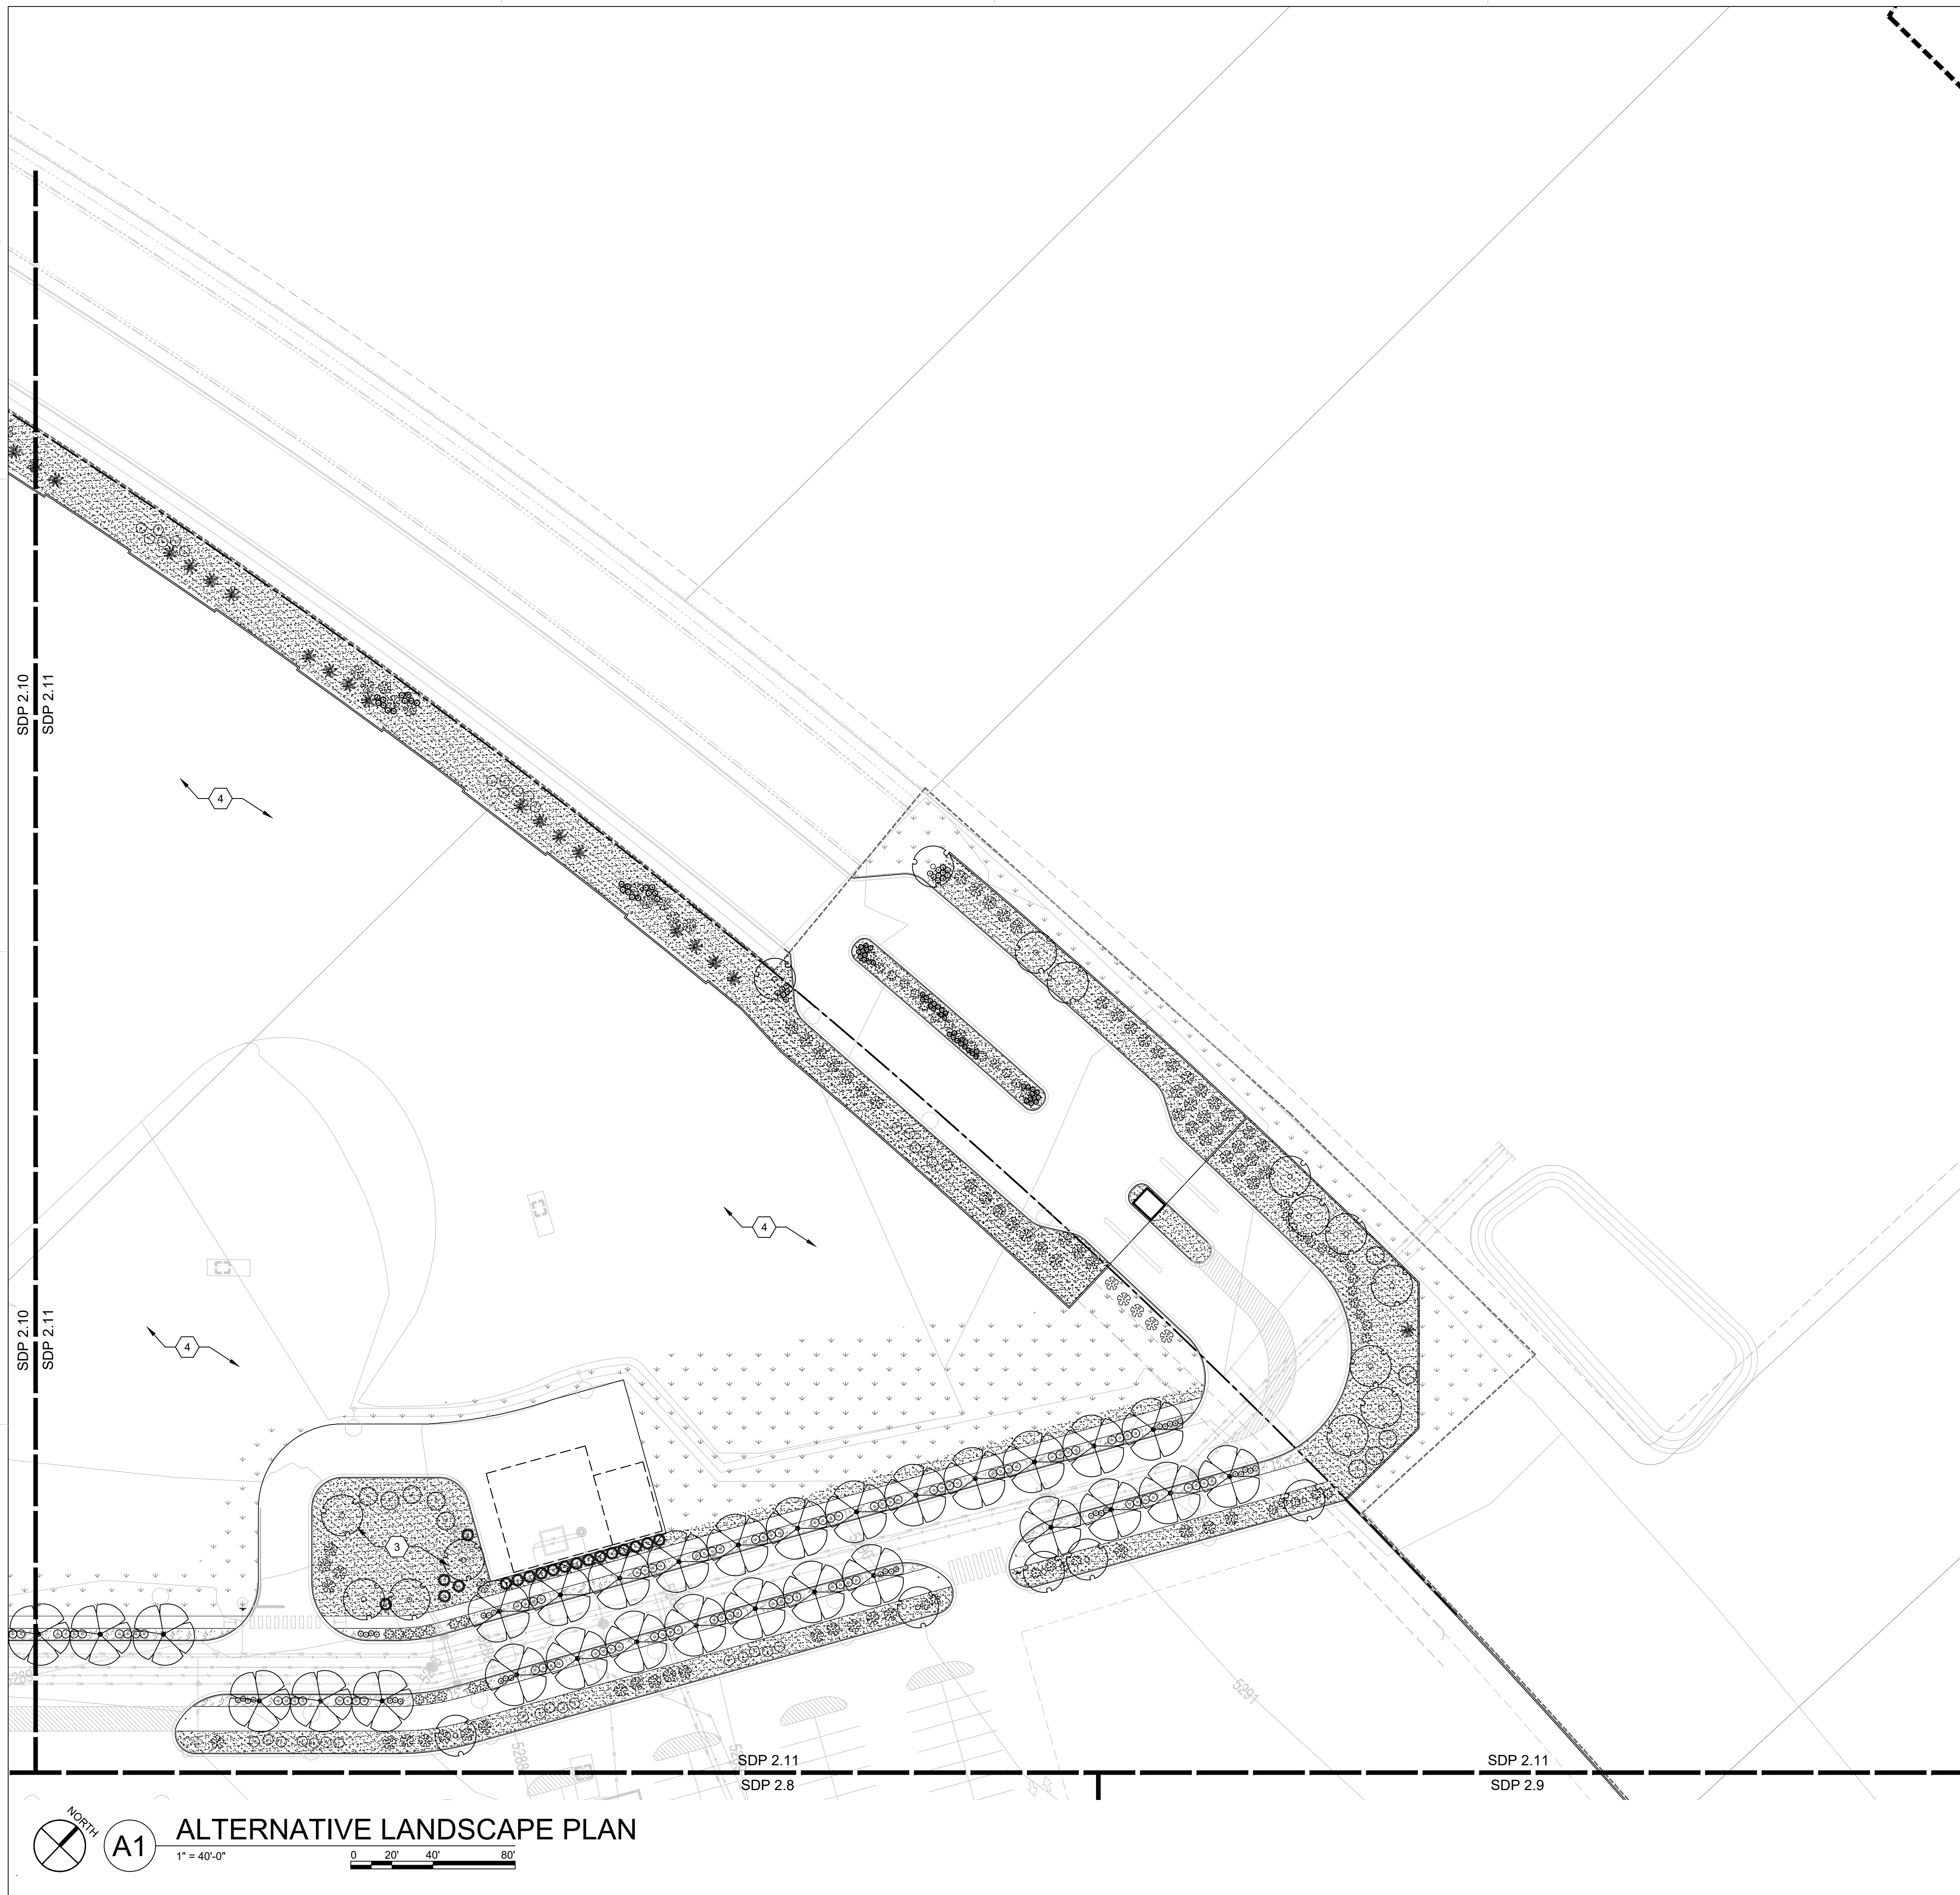 SDP 2.10
SDP 2.11
4
4
4
SDP 2.10
SDP 2.11
3
5291
5288
SDP 2.11
SDP 2.8
SDP 2.11
SDP 2.9
NORTH
A1
ALTERNATIVE LANDSCAPE PLAN
1" = 40'-0"
0 20' 40' 80'